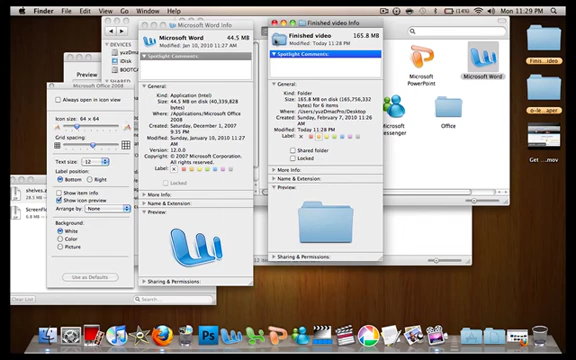 Finder File Edit View Go Window Help
(14%) Mon 11:29 PM
Microsoft Word Info
Microsoft Word 44.5 MB
Modified: Jan 10, 2010 11:27 AM
Spotlight Comments:
General:
Kind: Application (Intel)
Size: 44.5 MB on disk (40,339,828
bytes)
Where: /Applications/Microsoft Office
2008
Created: Saturday, December 1, 2007
9:35 PM
Modified: Sunday, January 10, 2010 11:27
AM
Version: 12.0.0
Copyright: © 2007 Microsoft Corporation.
All rights reserved.
Label:
Locked
More Info:
Name & Extension:
Preview
Sharing & Permissions:
Finished video Info
Finished video 165.8 MB
Modified: Today 11:28 PM
Spotlight Comments:
General:
Kind: Folder
Size: 165.8 MB on disk (165,756,332
bytes) for 6 items
Created: Sunday, February 7, 2010 11:26
AM
Modified: Today 11:28 PM
Label:
Shared folder
Locked
More Info:
Name & Extension:
Preview:
Sharing & Permissions:
DEVICES
iDisk
Preview
Microsoft Office 2008
Always open in icon view
Icon size: 64 x 64
Grid spacing:
Text size: 12
Label position:
Bottom Right
Show item info
Show icon preview
Arrange by: None
Background:
White
Color
Picture
Use as Defaults
Clear List
Search
Microsoft
PowerPoint
Microsoft Word
Office
Get ....mov